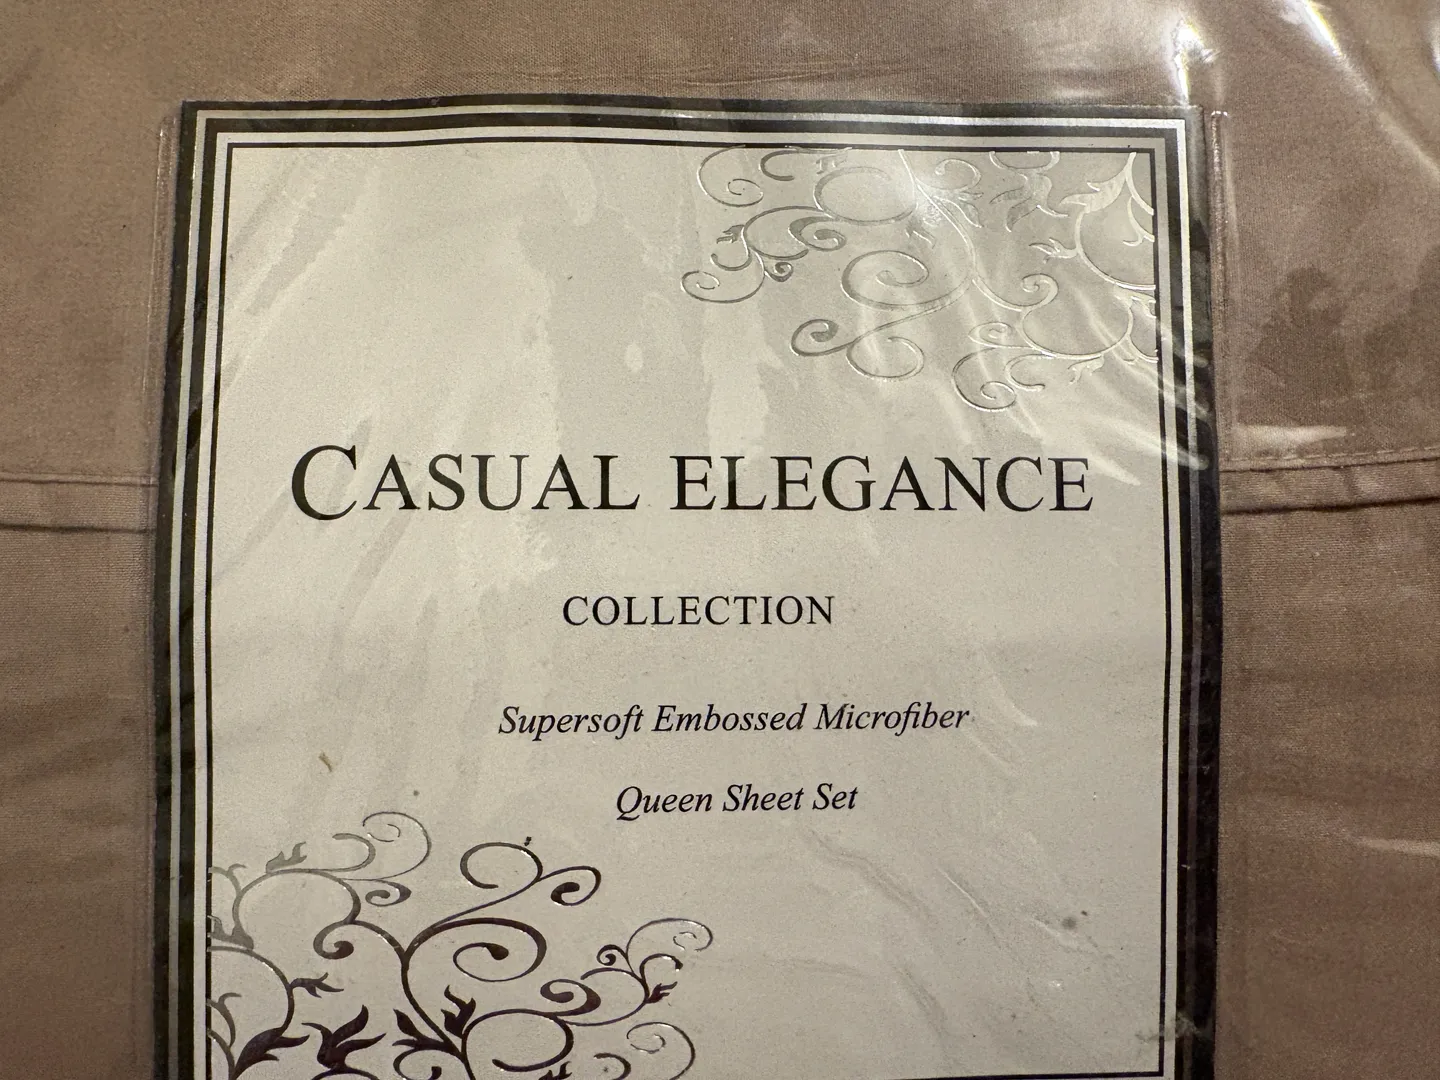 CASUAL ELEGANCE
COLLECTION
Supersoft Embossed Microfiber
Queen Sheet Set